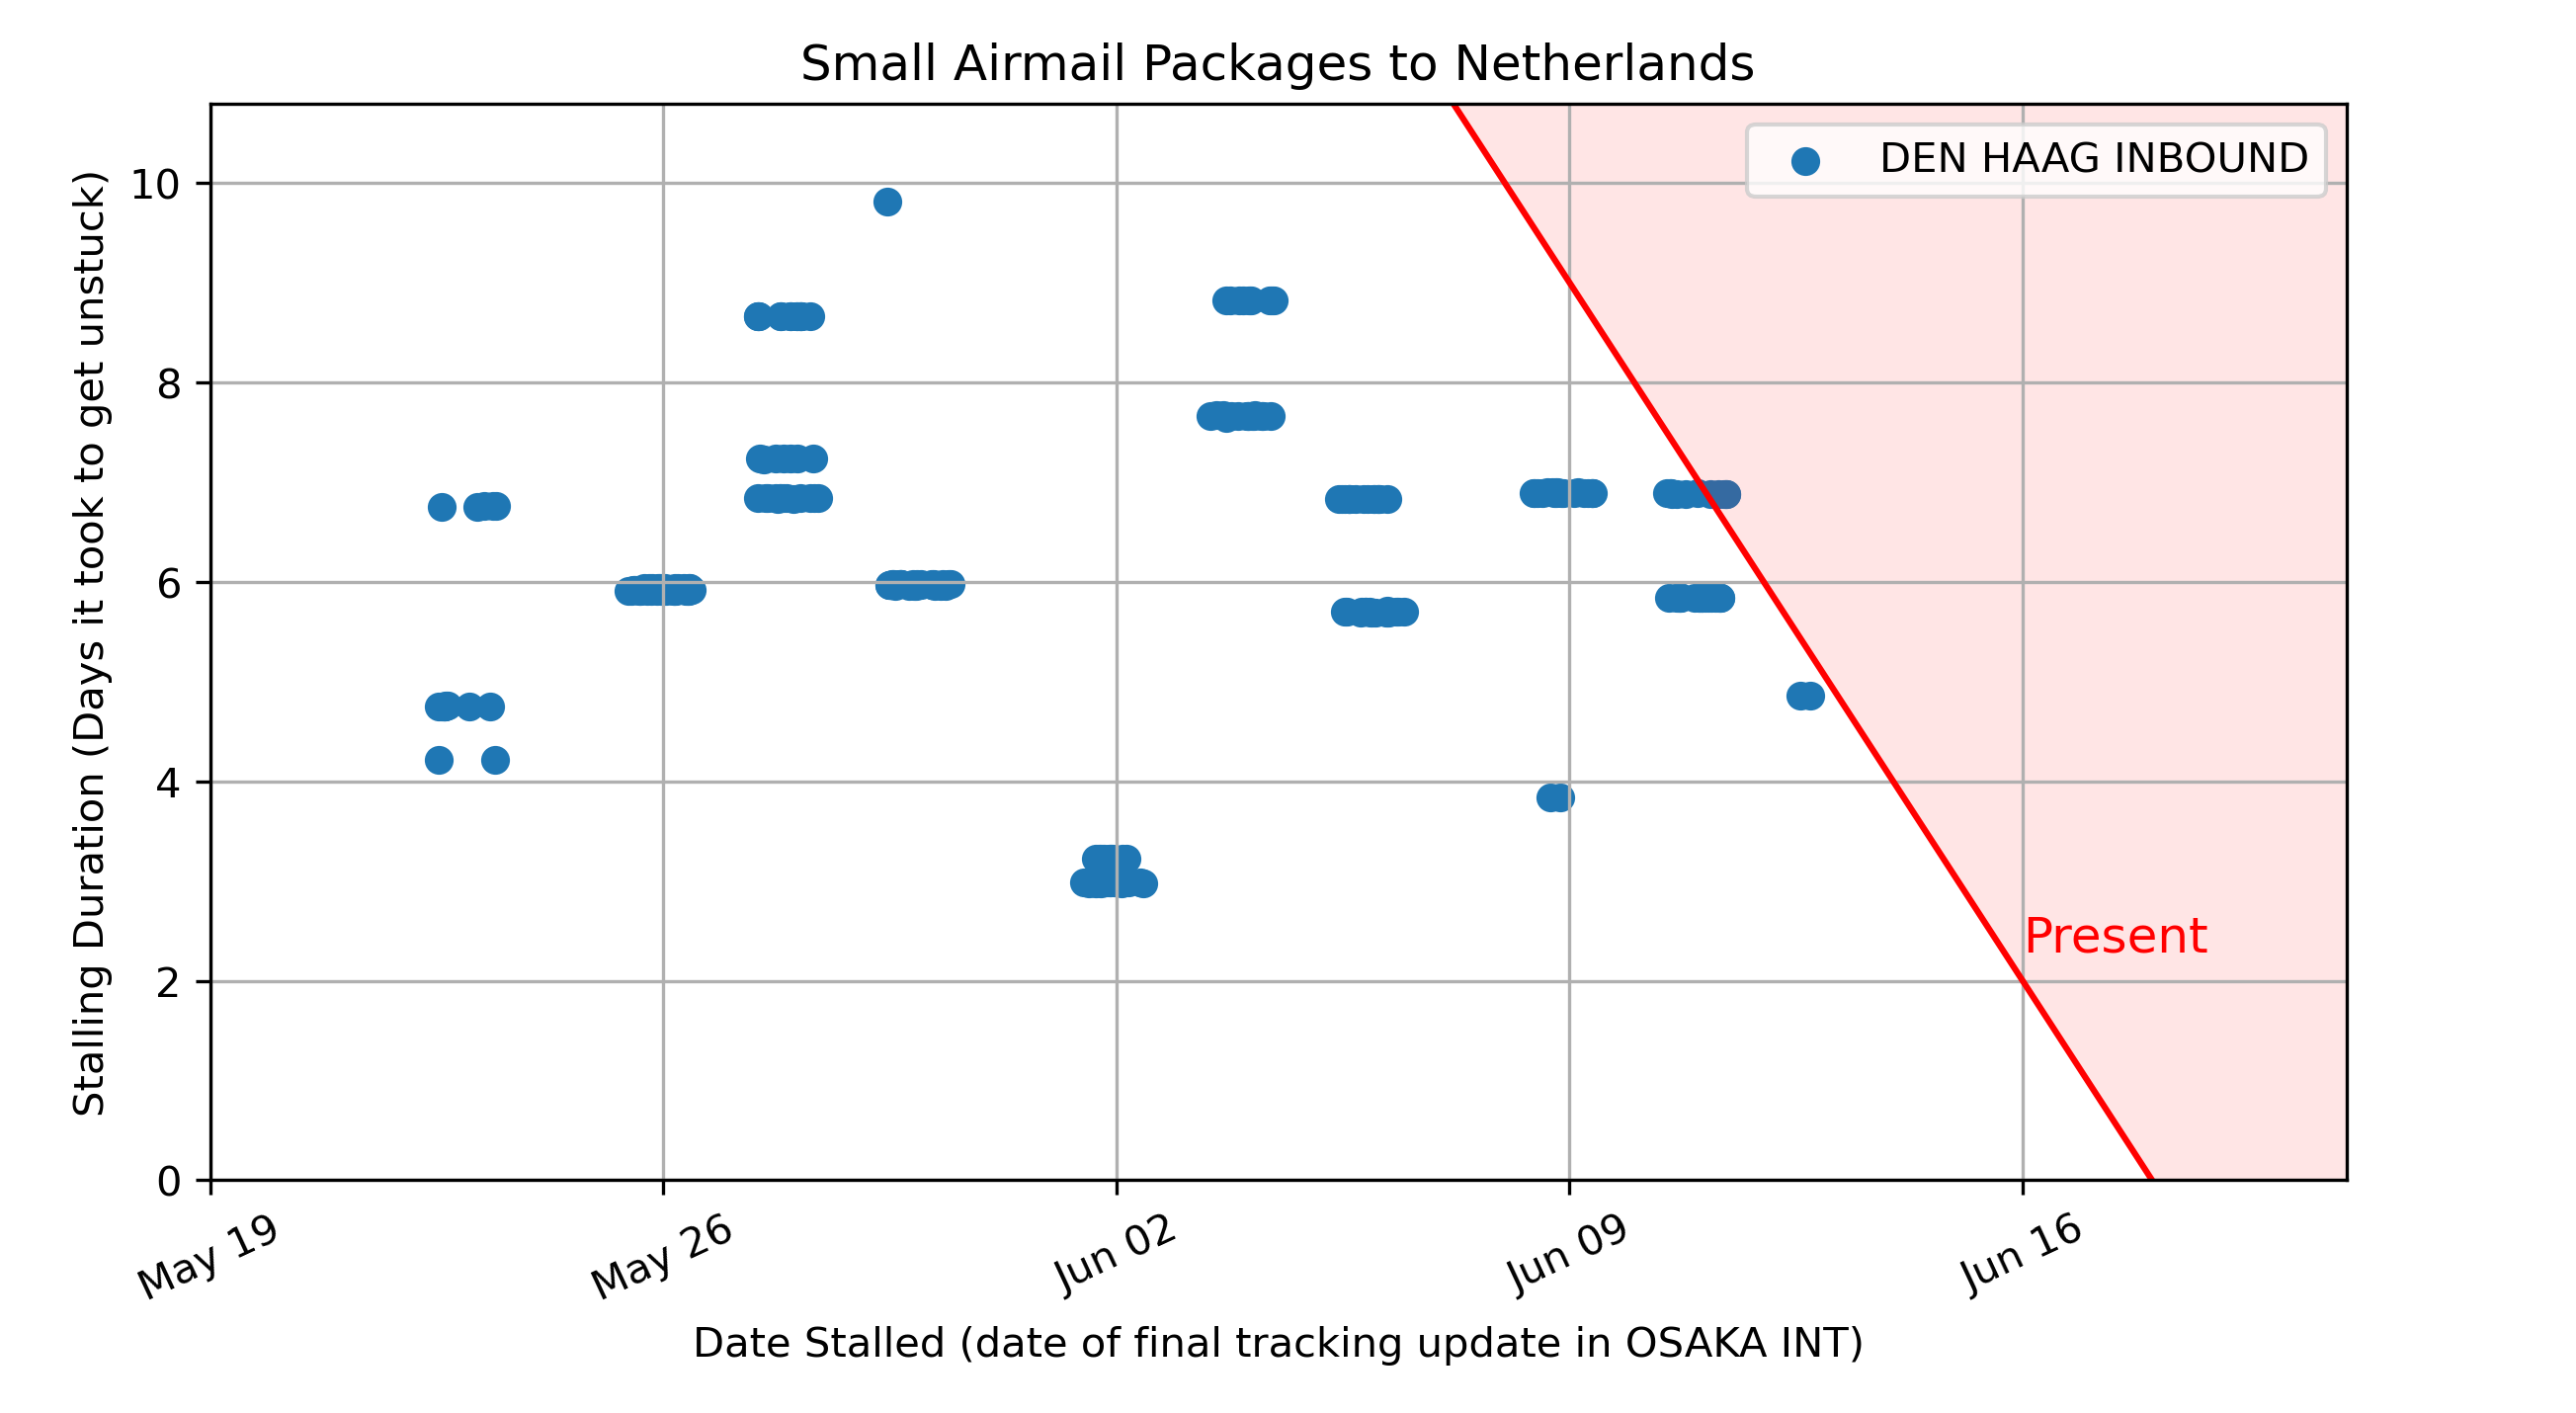 Small Airmail Packages to Netherlands
DEN HAAG INBOUND
Stalling Duration (Days it took to get unstuck)
10
8
6
4
2
0
Present
May 19
May 26
Jun 02
Jun 09
Jun 16
Date Stalled (date of final tracking update in OSAKA INT)